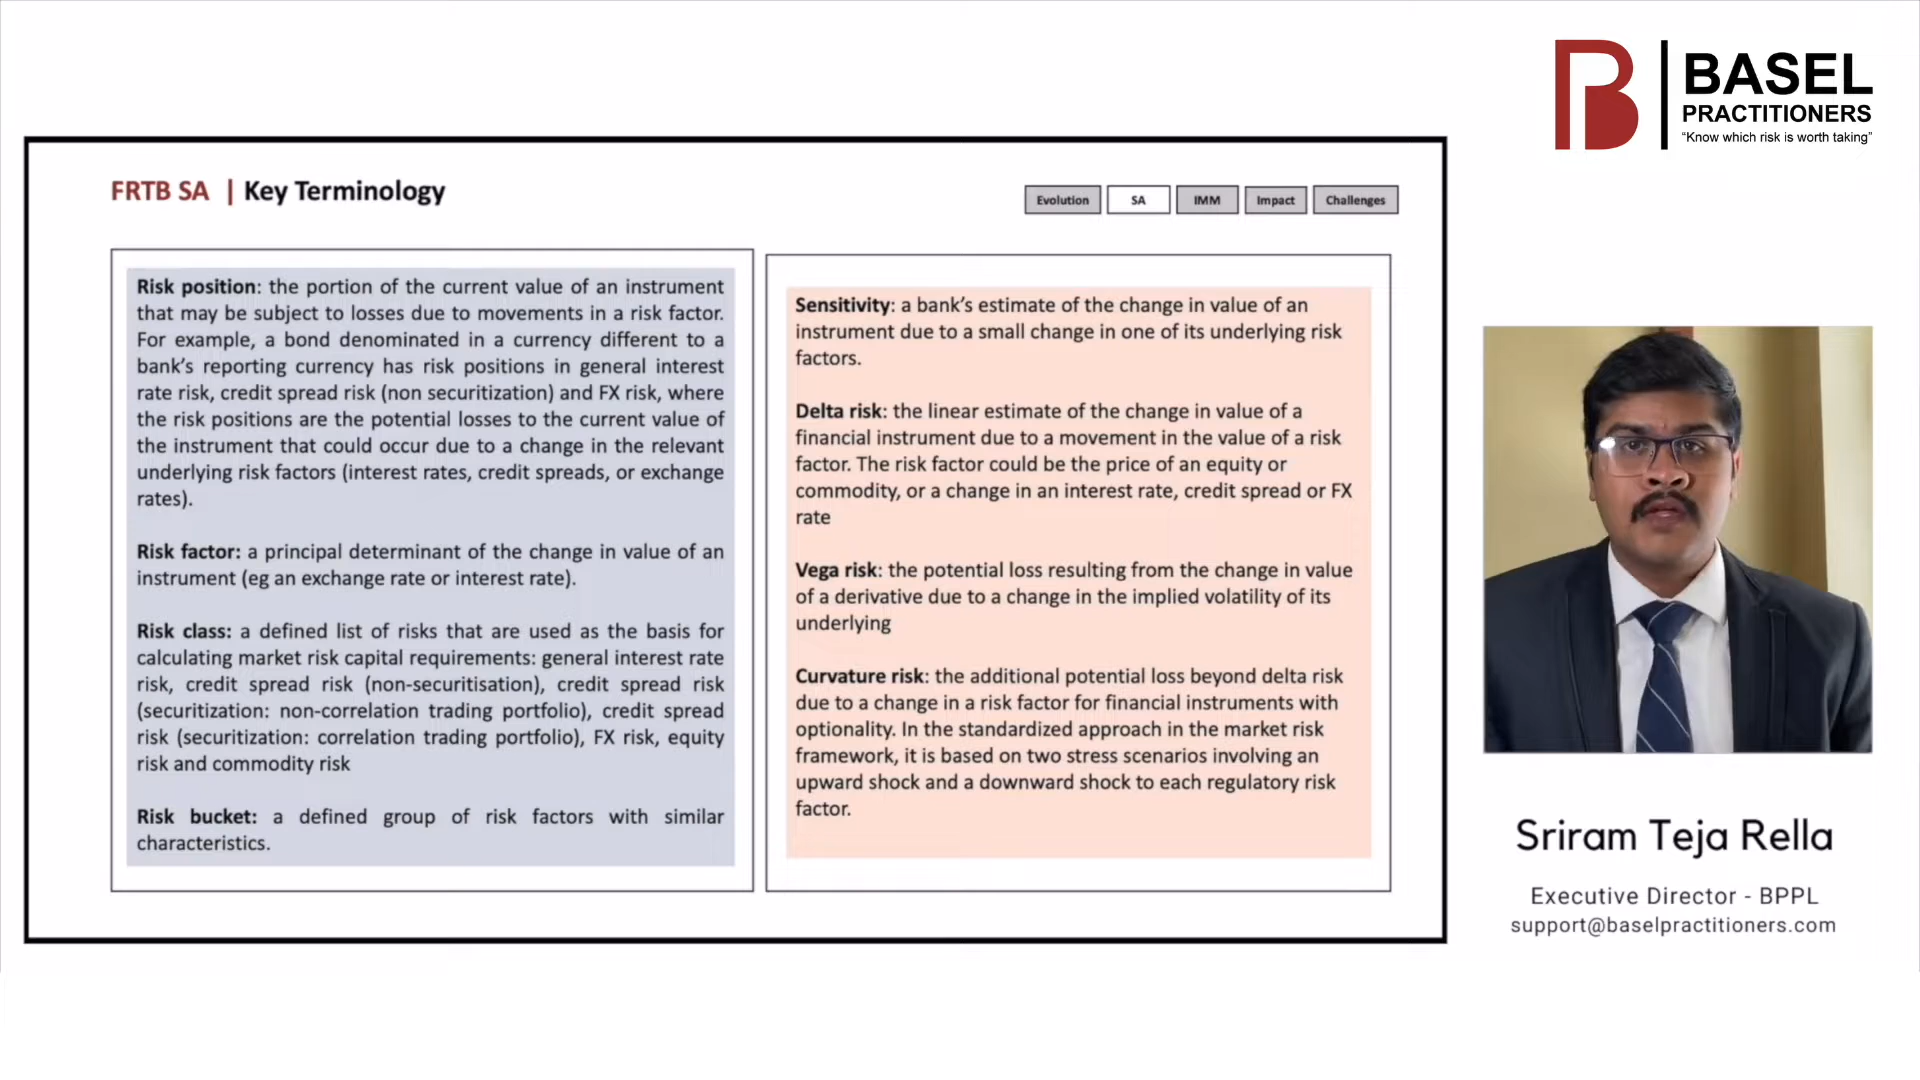 BASEL
PRACTITIONERS
“Know which risk is worth taking”
FRTB SA | Key Terminology
Evolution
SA
IMM
Impact
Challenges
Risk position: the portion of the current value of an instrument
that may be subject to losses due to movements in a risk factor.
For example, a bond denominated in a currency different to a
bank’s reporting currency has risk positions in general interest
rate risk, credit spread risk (non securitization) and FX risk, where
the risk positions are the potential losses to the current value of
the instrument that could occur due to a change in the relevant
underlying risk factors (interest rates, credit spreads, or exchange
rates).
Risk factor: a principal determinant of the change in value of an
instrument (eg an exchange rate or interest rate).
Risk class: a defined list of risks that are used as the basis for
calculating market risk capital requirements: general interest rate
risk, credit spread risk (non-securitisation), credit spread risk
(securitization: non-correlation trading portfolio), credit spread
risk (securitization: correlation trading portfolio), FX risk, equity
risk and commodity risk
Risk bucket: a defined group of risk factors with similar
characteristics.
Sensitivity: a bank’s estimate of the change in value of an
instrument due to a small change in one of its underlying risk
factors.
Delta risk: the linear estimate of the change in value of a
financial instrument due to a movement in the value of a risk
factor. The risk factor could be the price of an equity or
commodity, or a change in an interest rate, credit spread or FX
rate
Vega risk: the potential loss resulting from the change in value
of a derivative due to a change in the implied volatility of its
underlying
Curvature risk: the additional potential loss beyond delta risk
due to a change in a risk factor for financial instruments with
optionality. In the standardized approach in the market risk
framework, it is based on two stress scenarios involving an
upward shock and a downward shock to each regulatory risk
factor.
Sriram Teja Rella
Executive Director - BPPL
support@baselpractitioners.com